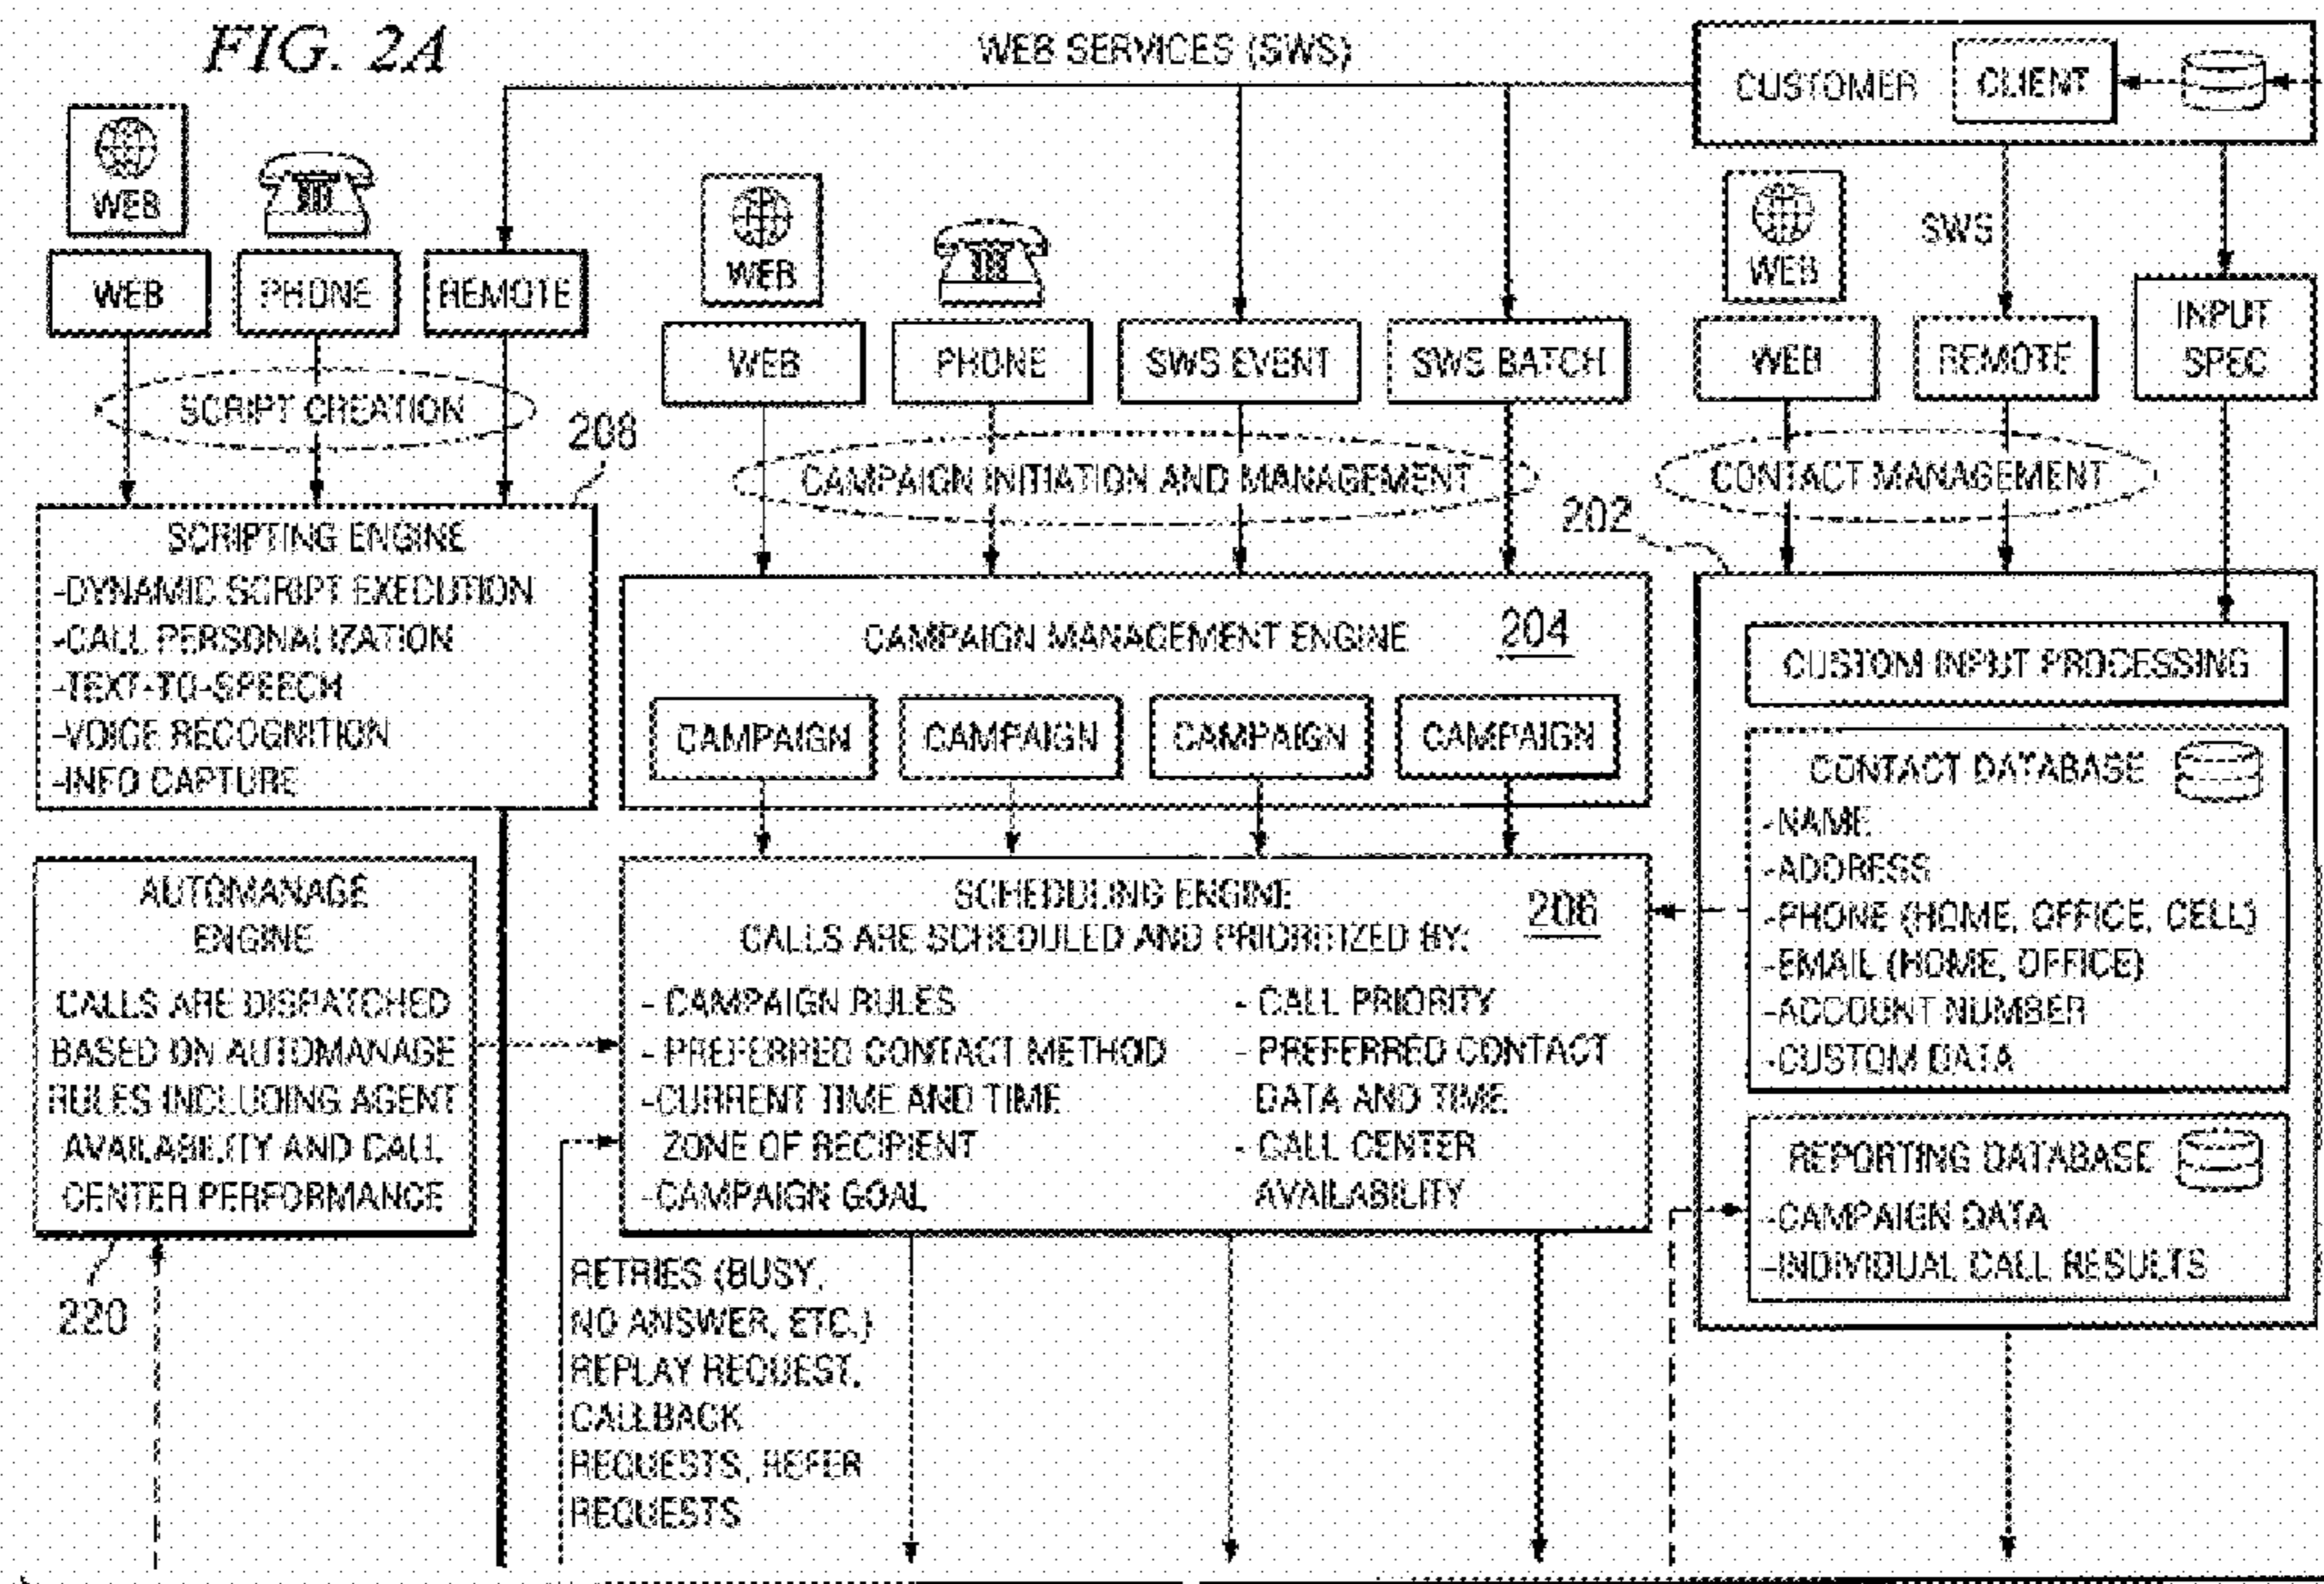 FIG. 2A
WEB SERVICES (SWS)
CUSTOMER
CLIENT
WEB
WEB
PHONE
REMOTE
SCRIPT CREATION
208
WEB
WEB
PHONE
SWS EVENT
SWS BATCH
CAMPAIGN INITIATION AND MANAGEMENT
WEB
SWS
WEB
REMOTE
INPUT
SPEC
CONTACT MANAGEMENT
202
SCRIPTING ENGINE
-DYNAMIC SCRIPT EXECUTION
-CALL PERSONALIZATION
-TEXT-TO-SPEECH
-VOICE RECOGNITION
-INFO CAPTURE
CAMPAIGN MANAGEMENT ENGINE
204
CAMPAIGN
CAMPAIGN
CAMPAIGN
CAMPAIGN
CUSTOM INPUT PROCESSING
CONTACT DATABASE
-NAME
-ADDRESS
-PHONE (HOME, OFFICE, CELL)
-EMAIL (HOME, OFFICE)
-ACCOUNT NUMBER
-CUSTOM DATA
AUTOMANAGE
ENGINE
CALLS ARE DISPATCHED
BASED ON AUTOMANAGE
RULES INCLUDING AGENT
AVAILABILITY AND CALL
CENTER PERFORMANCE
220
SCHEDULING ENGINE
206
CALLS ARE SCHEDULED AND PRIORITIZED BY:
- CAMPAIGN RULES
- PREFERRED CONTACT METHOD
-CURRENT TIME AND TIME
ZONE OF RECIPIENT
-CAMPAIGN GOAL
- CALL PRIORITY
- PREFERRED CONTACT
DATA AND TIME
- CALL CENTER
AVAILABILITY
REPORTING DATABASE
-CAMPAIGN DATA
-INDIVIDUAL CALL RESULTS
RETRIES (BUSY,
NO ANSWER, ETC.)
REPLAY REQUEST,
CALLBACK
REQUESTS, REFER
REQUESTS